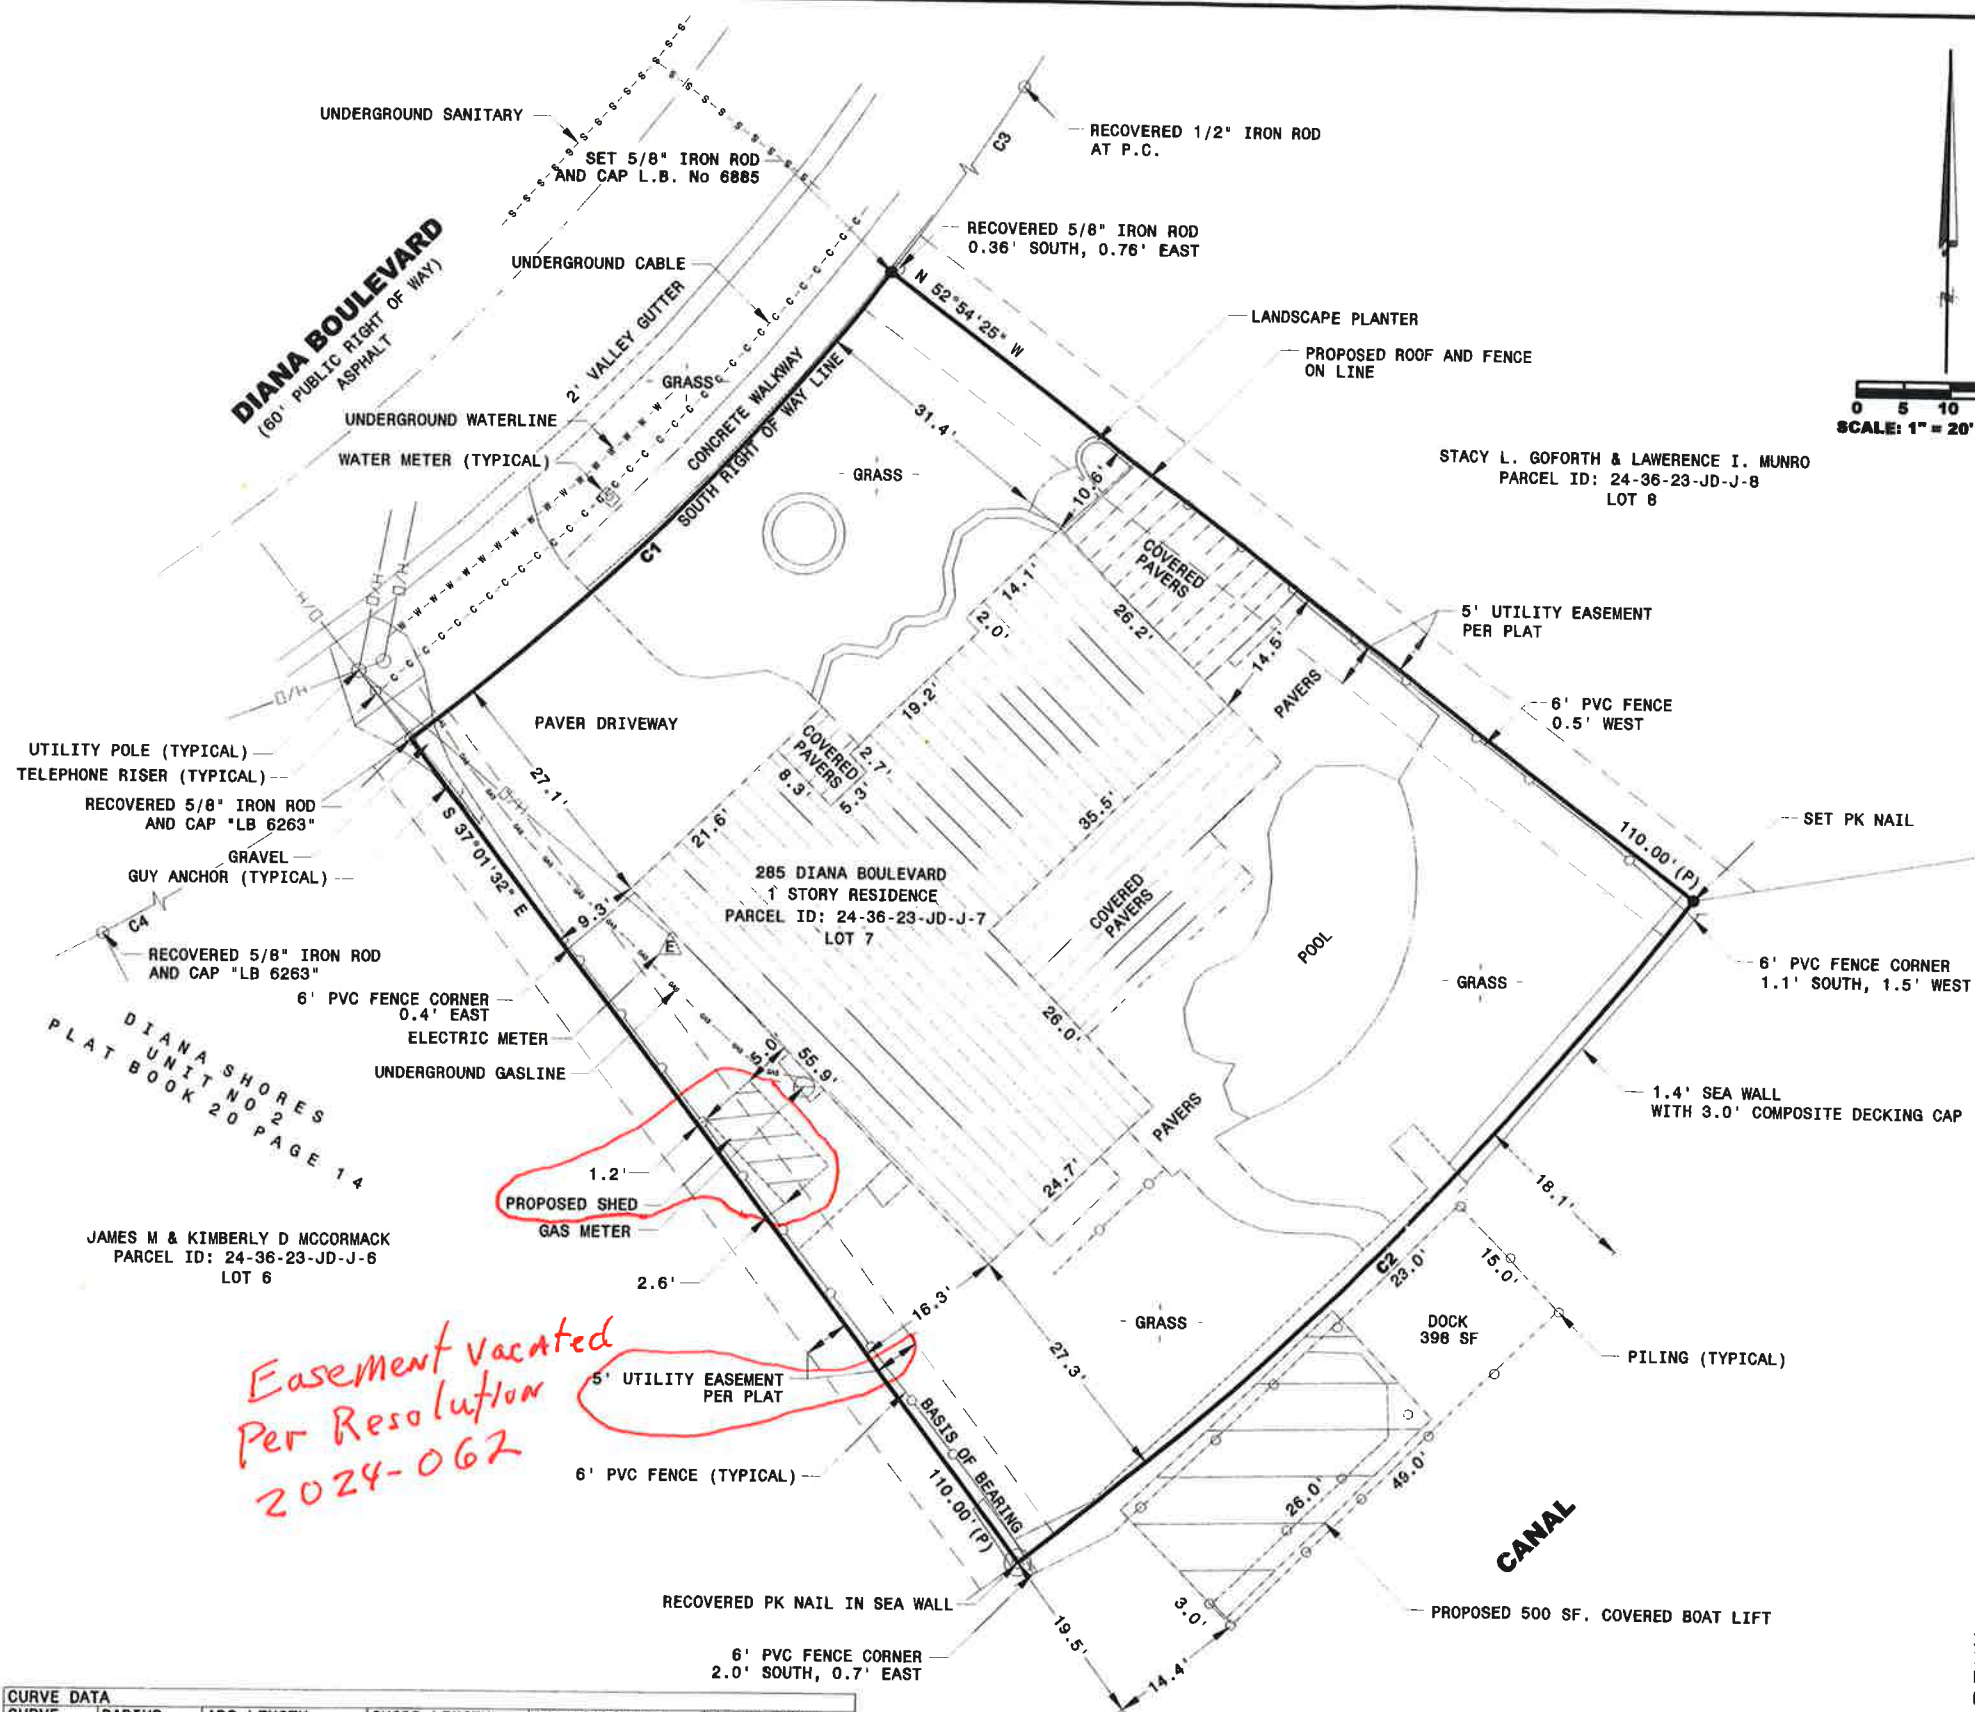 UNDERGROUND SANITARY
SET 5/8" IRON ROD
AND CAP L.B. No 6885
RECOVERED 1/2" IRON ROD
AT P.C.
C3
RECOVERED 5/8" IRON ROD
0.36' SOUTH, 0.76' EAST
DIANA BOULEVARD
(60' PUBLIC RIGHT OF WAY)
ASPHALT
UNDERGROUND CABLE
2' VALLEY GUTTER
GRASS
CONCRETE WALKWAY
SOUTH RIGHT OF WAY LINE
C1
UNDERGROUND WATERLINE
WATER METER (TYPICAL)
N 52°54'25" W
LANDSCAPE PLANTER
PROPOSED ROOF AND FENCE
ON LINE
0 5 10
SCALE: 1" = 20'
STACY L. GOFORTH & LAWERENCE I. MUNRO
PARCEL ID: 24-36-23-JD-J-8
LOT 8
31.4'
- GRASS -
10.6'
COVERED
PAVERS
14.1'
2.0'
26.2'
14.5'
PAVERS
5' UTILITY EASEMENT
PER PLAT
6' PVC FENCE
0.5' WEST
O/H
O/H
O/H
O/H
O/H
UTILITY POLE (TYPICAL)
TELEPHONE RISER (TYPICAL)
RECOVERED 5/8" IRON ROD
AND CAP "LB 6263"
GRAVEL
GUY ANCHOR (TYPICAL)
C4
RECOVERED 5/8" IRON ROD
AND CAP "LB 6263"
PAVER DRIVEWAY
27.1'
S 37°01'32" E
19.2'
COVERED
PAVERS
2.7'
8.3'
5.3'
21.6'
35.5'
9.3'
285 DIANA BOULEVARD
1 STORY RESIDENCE
PARCEL ID: 24-36-23-JD-J-7
LOT 7
COVERED
PAVERS
POOL
110.00'(P)
SET PK NAIL
6' PVC FENCE CORNER
1.1' SOUTH, 1.5' WEST
- GRASS -
E
6' PVC FENCE CORNER
0.4' EAST
ELECTRIC METER
UNDERGROUND GASLINE
DIANA SHORES
UNIT NO 2
PLAT BOOK 20 PAGE 14
5.0'
55.9'
26.0'
PAVERS
1.4' SEA WALL
WITH 3.0' COMPOSITE DECKING CAP
1.2'
PROPOSED SHED
GAS METER
24.7'
18.1'
JAMES M & KIMBERLY D MCCORMACK
PARCEL ID: 24-36-23-JD-J-6
LOT 6
2.6'
16.3'
27.3'
- GRASS -
C2
23.0'
15.0'
DOCK
398 SF
PILING (TYPICAL)
Easement vacated
Per Resolution
2024-062
5' UTILITY EASEMENT
PER PLAT
6' PVC FENCE (TYPICAL)
BASIS OF BEARING
110.00'(P)
26.0'
49.0'
CANAL
RECOVERED PK NAIL IN SEA WALL
6' PVC FENCE CORNER
2.0' SOUTH, 0.7' EAST
19.5'
3.0'
14.4'
PROPOSED 500 SF. COVERED BOAT LIFT
CURVE DATA